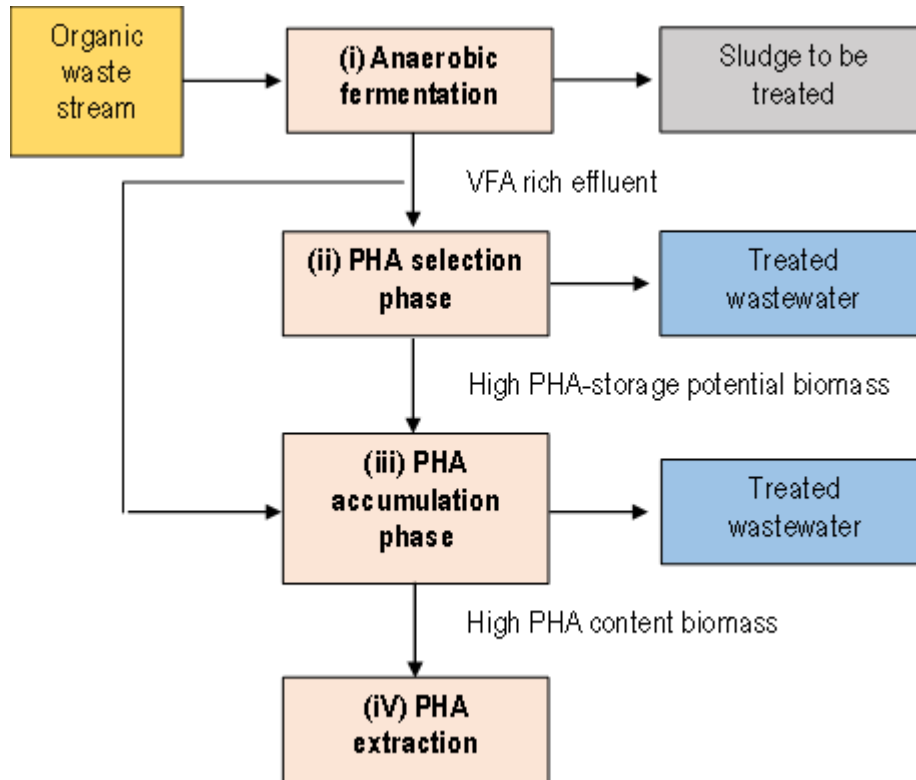 Organic
waste
stream
(i) Anaerobic
fermentation
Sludge to be
treated
VFA rich effluent
(ii) PHA selection
phase
Treated
wastewater
High PHA-storage potential biomass
(iii) PHA
accumulation
phase
Treated
wastewater
High PHA content biomass
(iV) PHA
extraction